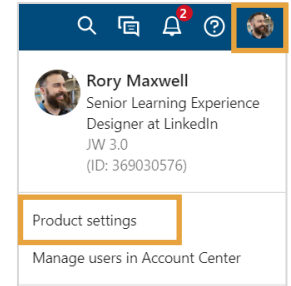 2
Rory Maxwell
Senior Learning Experience
Designer at LinkedIn
JW 3.0
(ID: 369030576)
Product settings
Manage users in Account Center